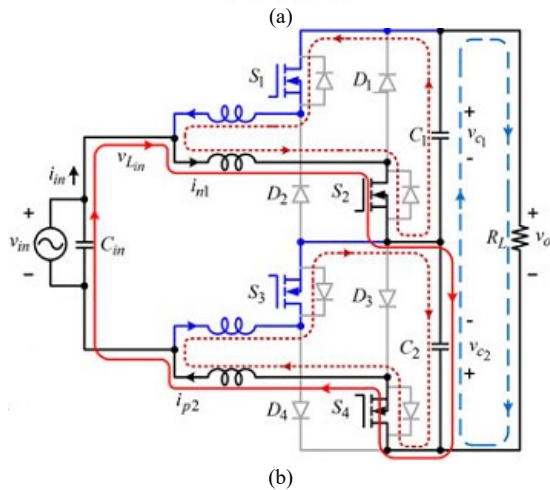 (a)
S1
D1
C1
+
vc1
-
vLin
iin
in1
S2
D2
+
vin
-
Cin
RL
+
vo
-
S3
D3
C2
-
vc2
+
ip2
D4
S4
(b)